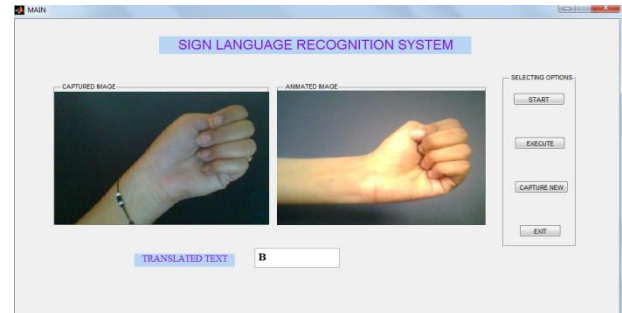 MAIN
SIGN LANGUAGE RECOGNITION SYSTEM
CAPTURED IMAGE
ANIMATED IMAGE
SELECTING OPTIONS
START
EXECUTE
CAPTURE NEW
EXIT
TRANSLATED TEXT
B